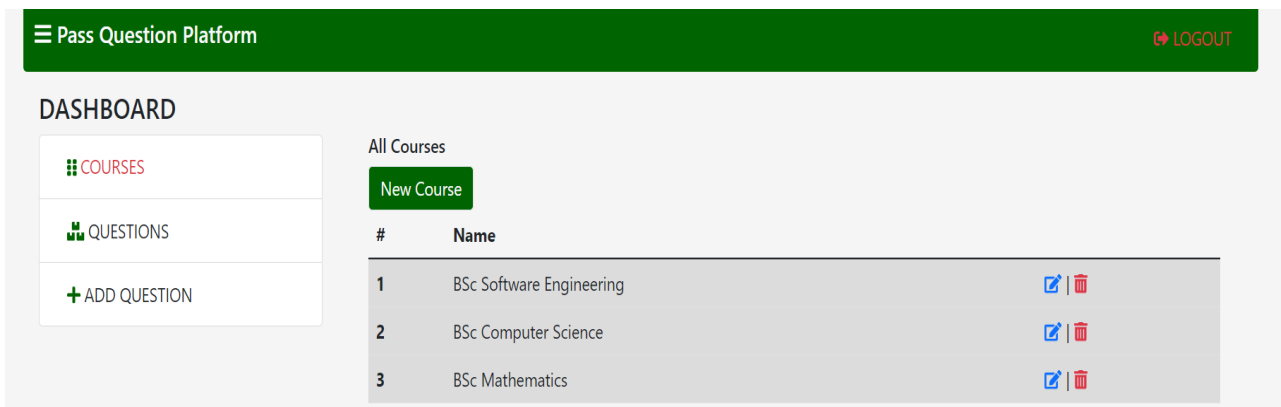 Pass Question Platform
LOGOUT
DASHBOARD
COURSES
QUESTIONS
ADD QUESTION
All Courses
New Course
# Name
1 BSc Software Engineering |
2 BSc Computer Science |
3 BSc Mathematics |